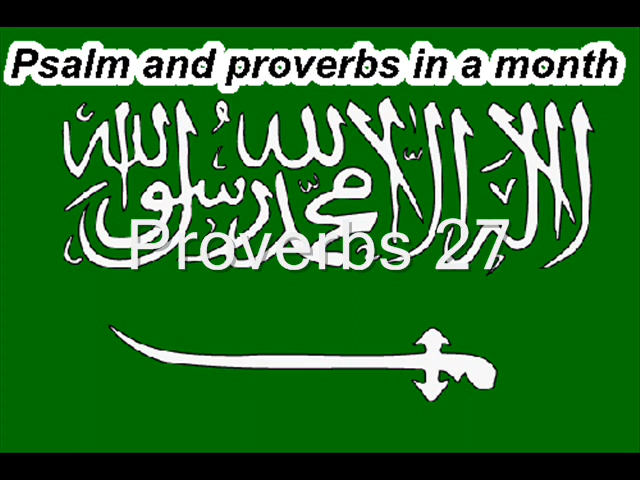 Psalm and proverbs in a month
لا إله إلا الله محمد رسول الله
Proverbs 27